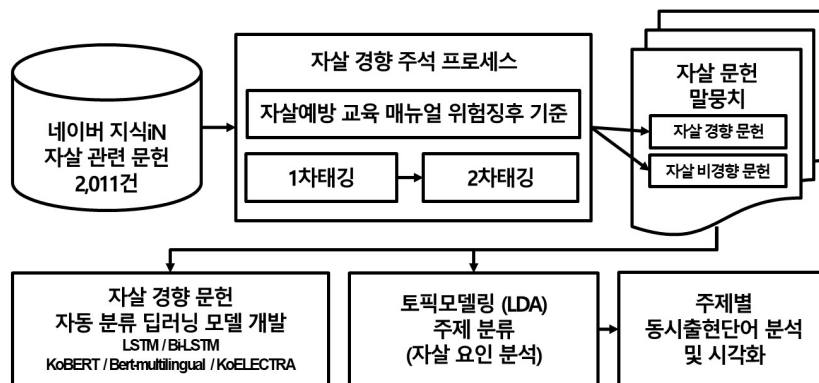 네이버 지식iN
자살 관련 문헌
2,011건
자살 경향 주석 프로세스
자살예방 교육 매뉴얼 위험징후 기준
1차태깅
2차태깅
자살 문헌
말뭉치
자살 경향 문헌
자살 비경향 문헌
자살 경향 문헌
자동 분류 딥러닝 모델 개발
LSTM / Bi-LSTM
KoBERT / Bert-multilingual / KoELECTRA
토픽모델링 (LDA)
주제 분류
(자살 요인 분석)
주제별
동시출현단어 분석
및 시각화